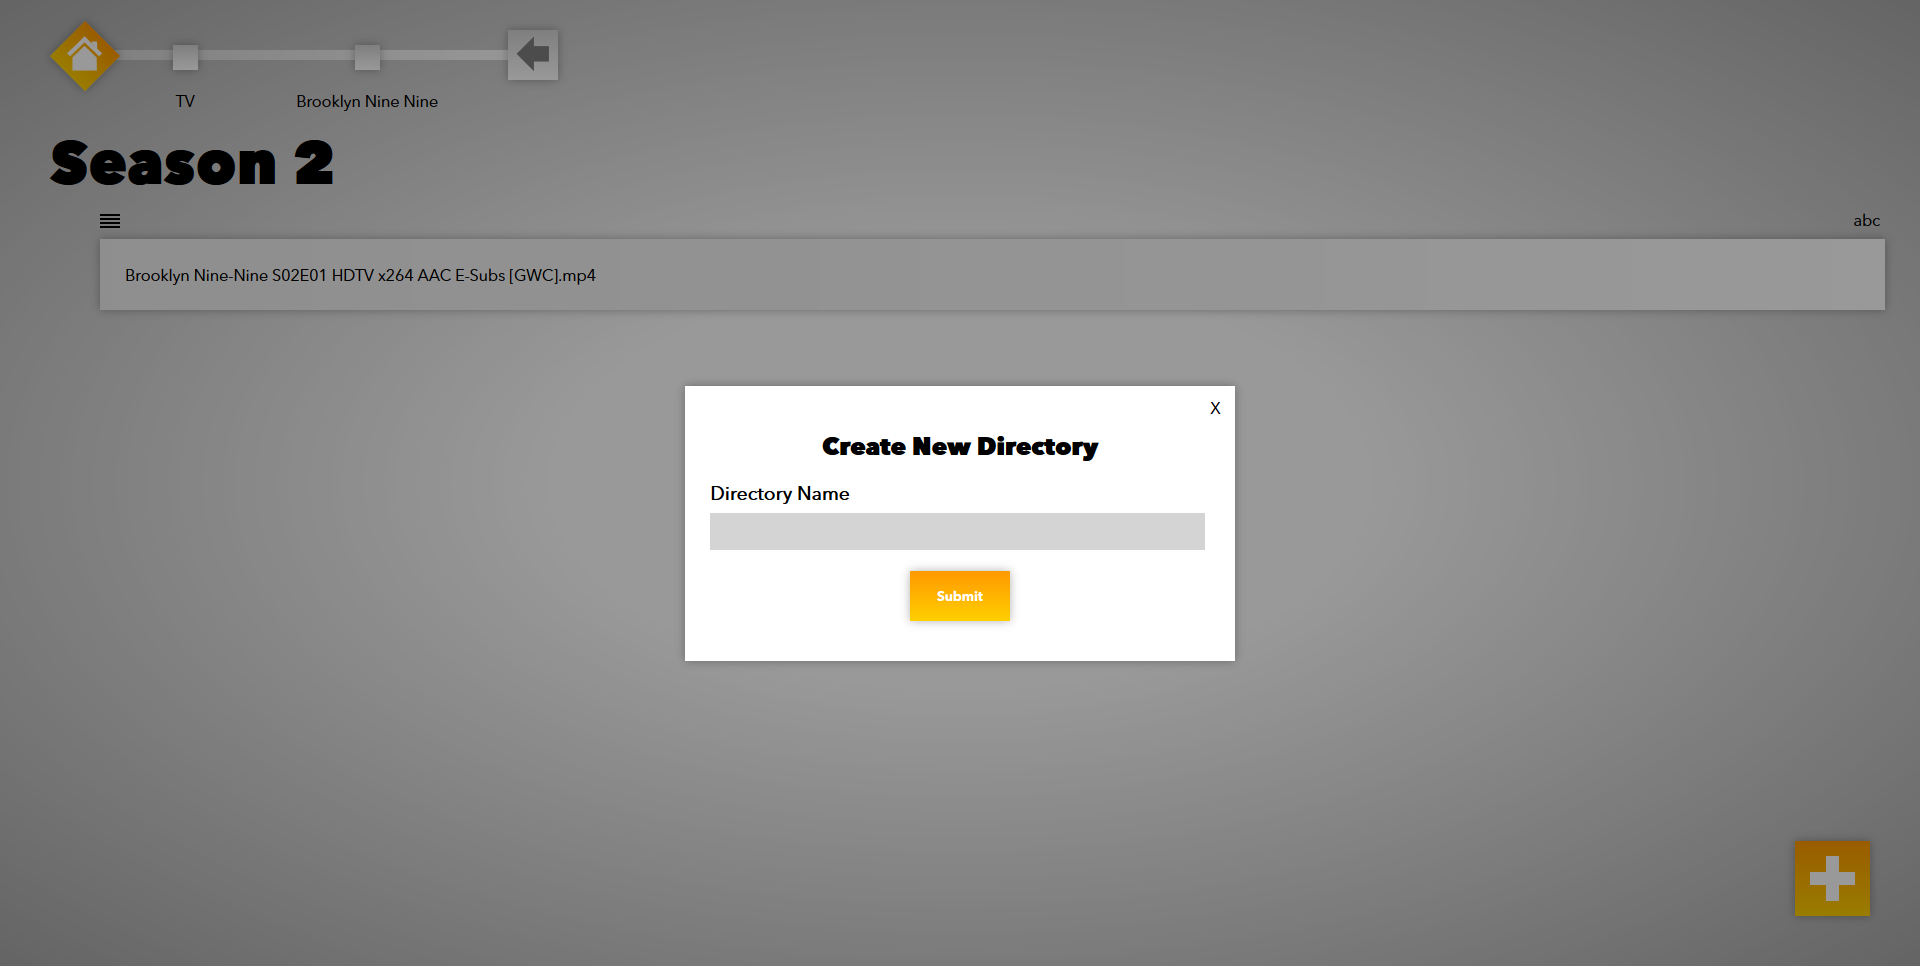 TV
Brooklyn Nine Nine
Season 2
abc
Brooklyn Nine-Nine S02E01 HDTV x264 AAC E-Subs [GWC].mp4
X
Create New Directory
Directory Name
Submit